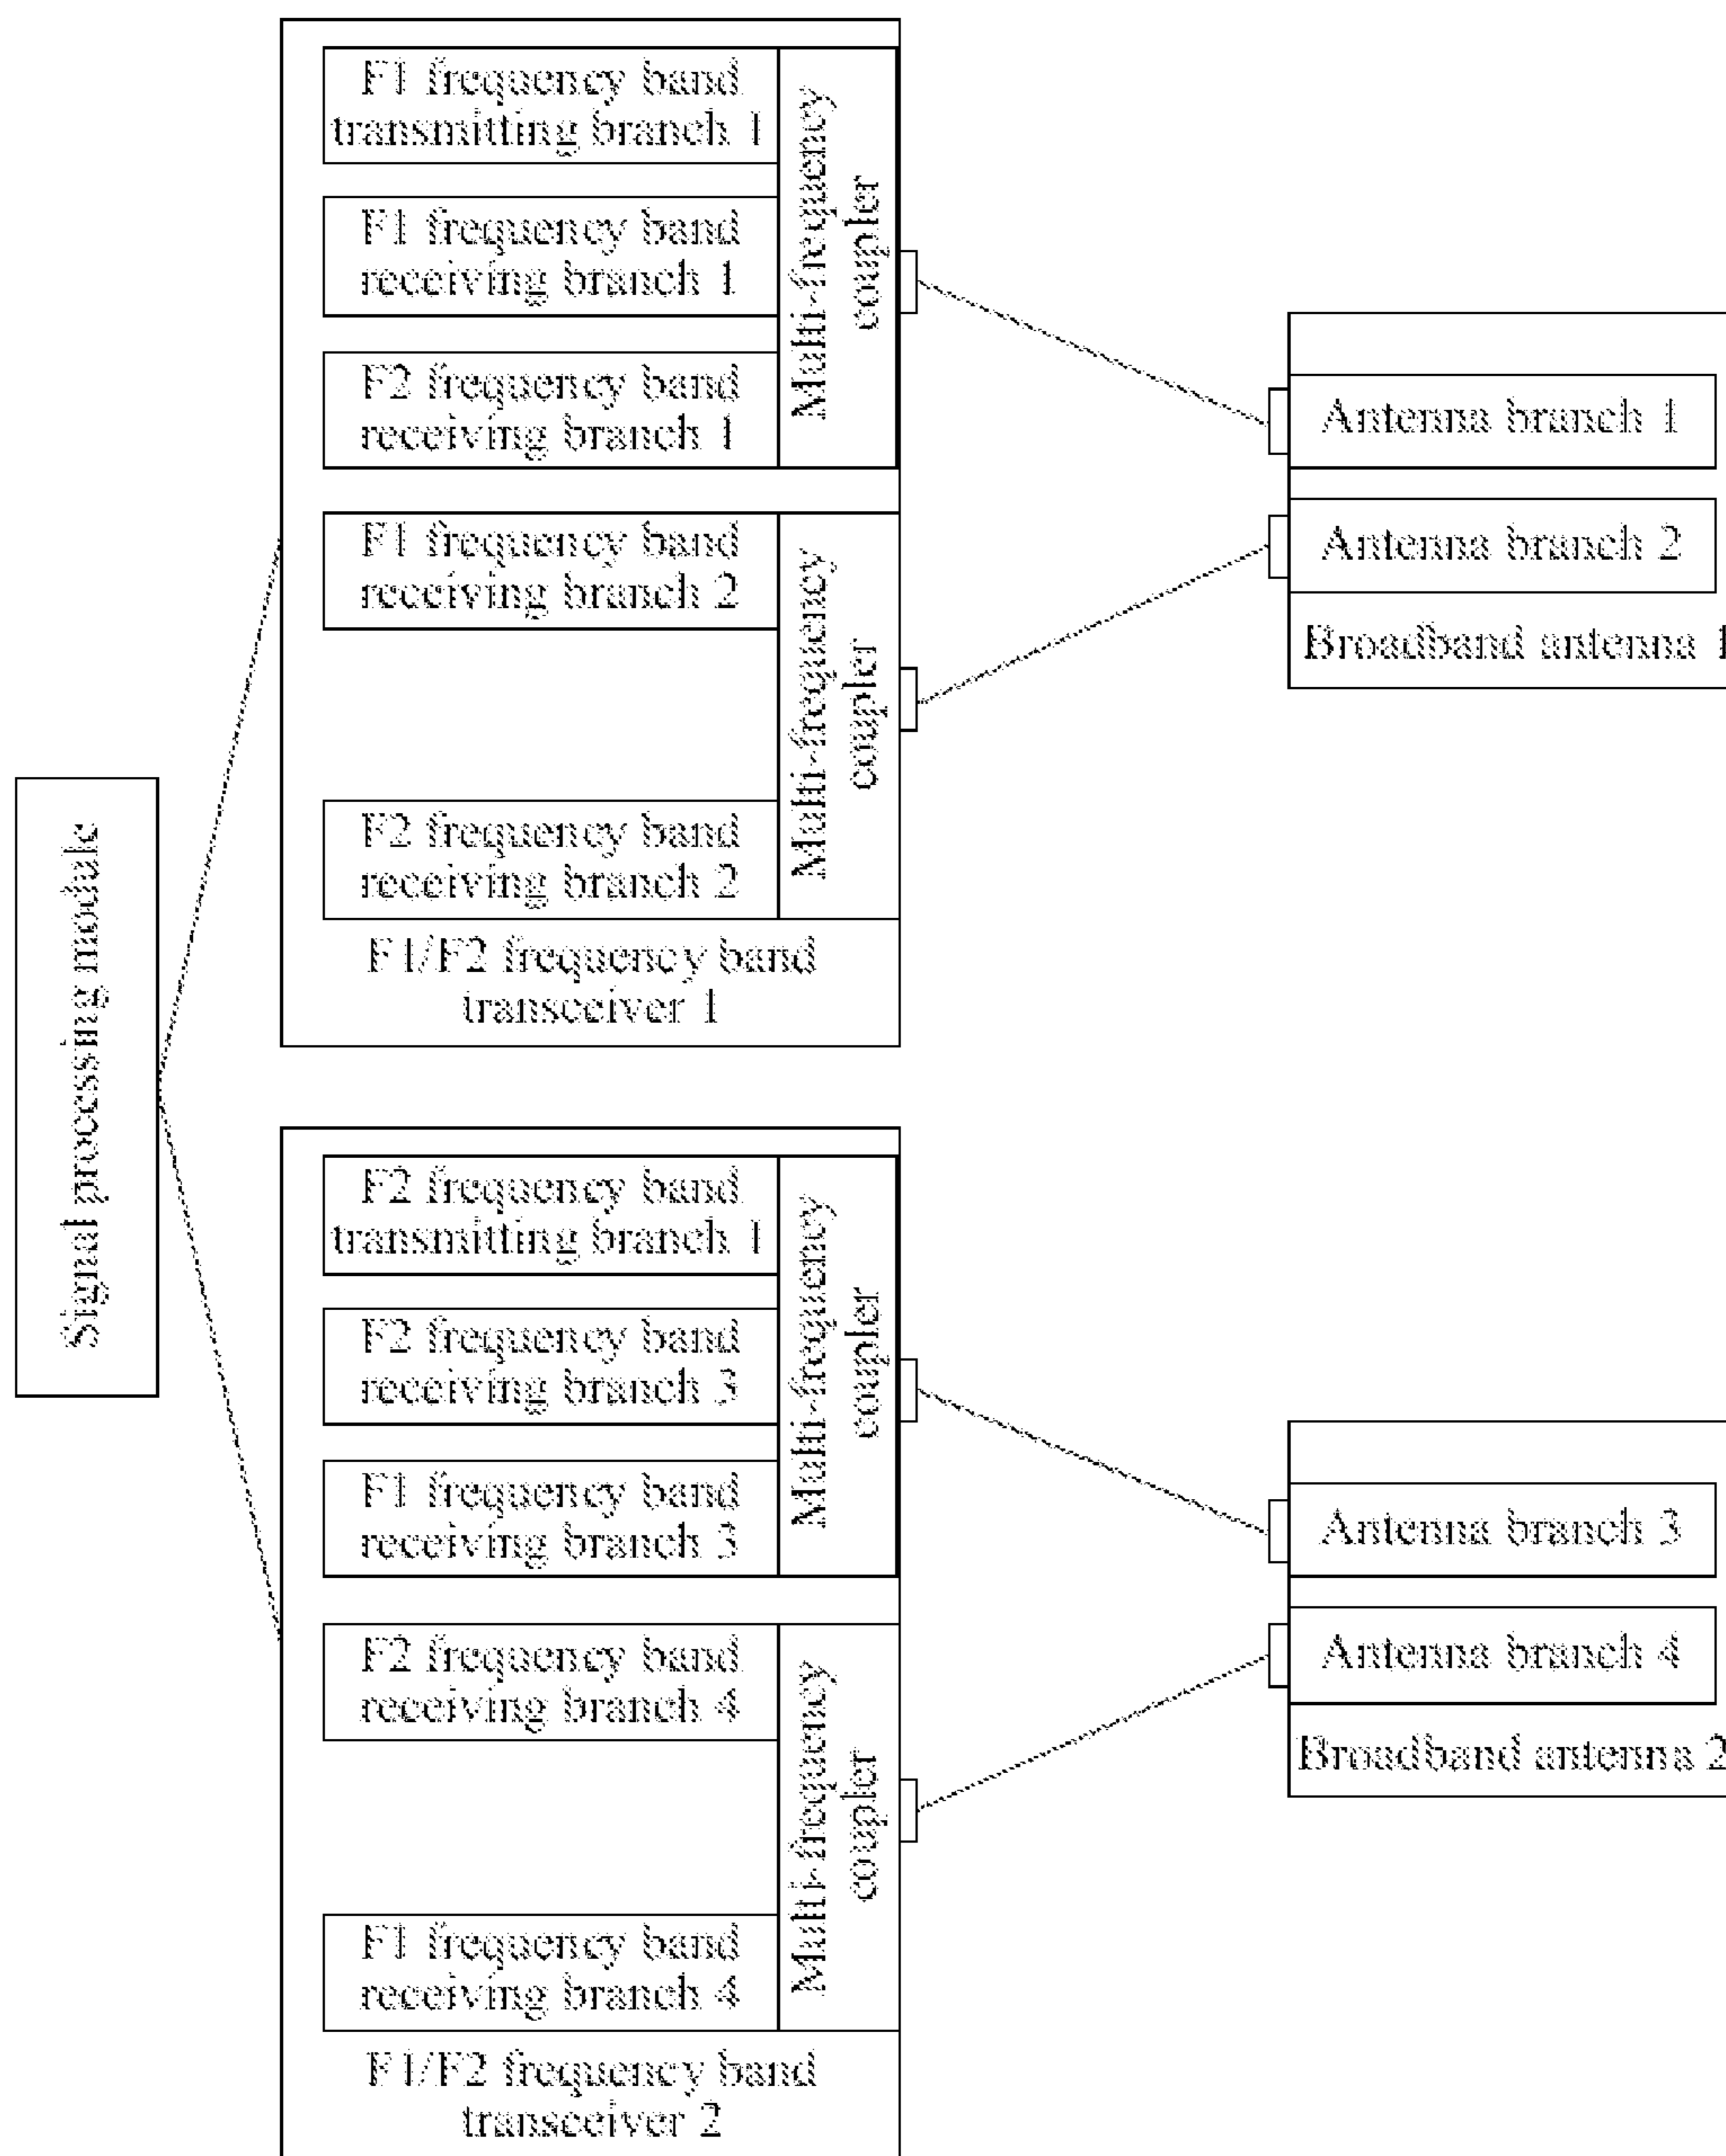 Signal processing module
F1 frequency band
transmitting branch 1
F1 frequency band
receiving branch 1
F2 frequency band
receiving branch 1
Multi-frequency
coupler
F1 frequency band
receiving branch 2
F2 frequency band
receiving branch 2
Multi-frequency
coupler
F1/F2 frequency band
transceiver 1
Antenna branch 1
Antenna branch 2
Broadband antenna 1
F2 frequency band
transmitting branch 1
F2 frequency band
receiving branch 3
F1 frequency band
receiving branch 3
Multi-frequency
coupler
F2 frequency band
receiving branch 4
F1 frequency band
receiving branch 4
Multi-frequency
coupler
F1/F2 frequency band
transceiver 2
Antenna branch 3
Antenna branch 4
Broadband antenna 2